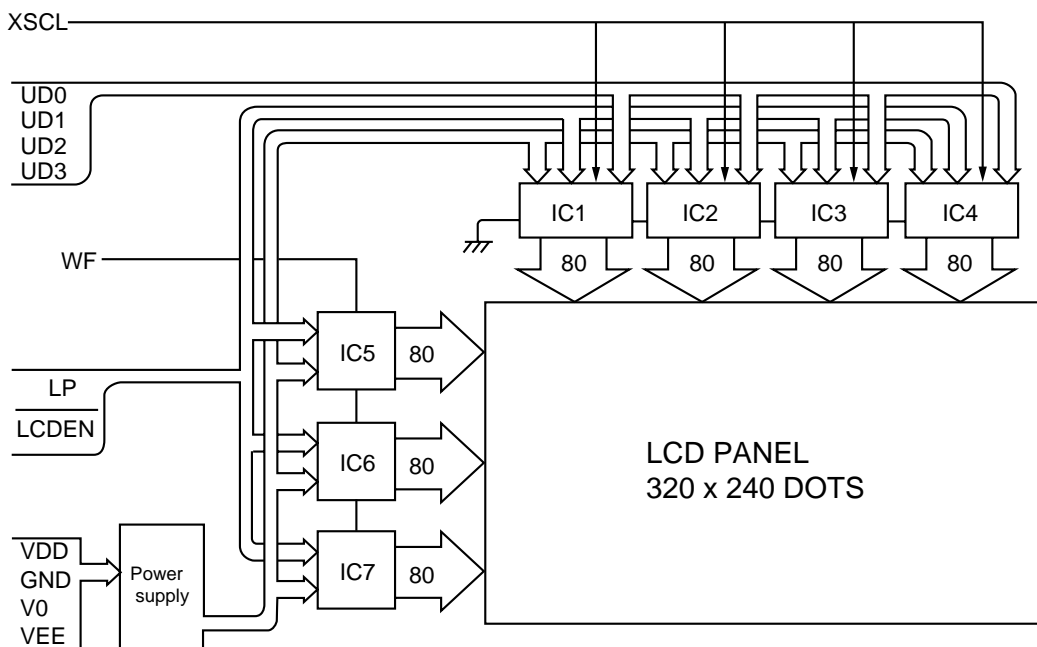 XSCL
UD0
UD1
UD2
UD3
IC1
IC2
IC3
IC4
80
80
80
80
WF
IC5
80
LP
LCDEN
IC6
80
LCD PANEL
320 x 240 DOTS
IC7
80
VDD
GND
V0
VEE
Power
supply